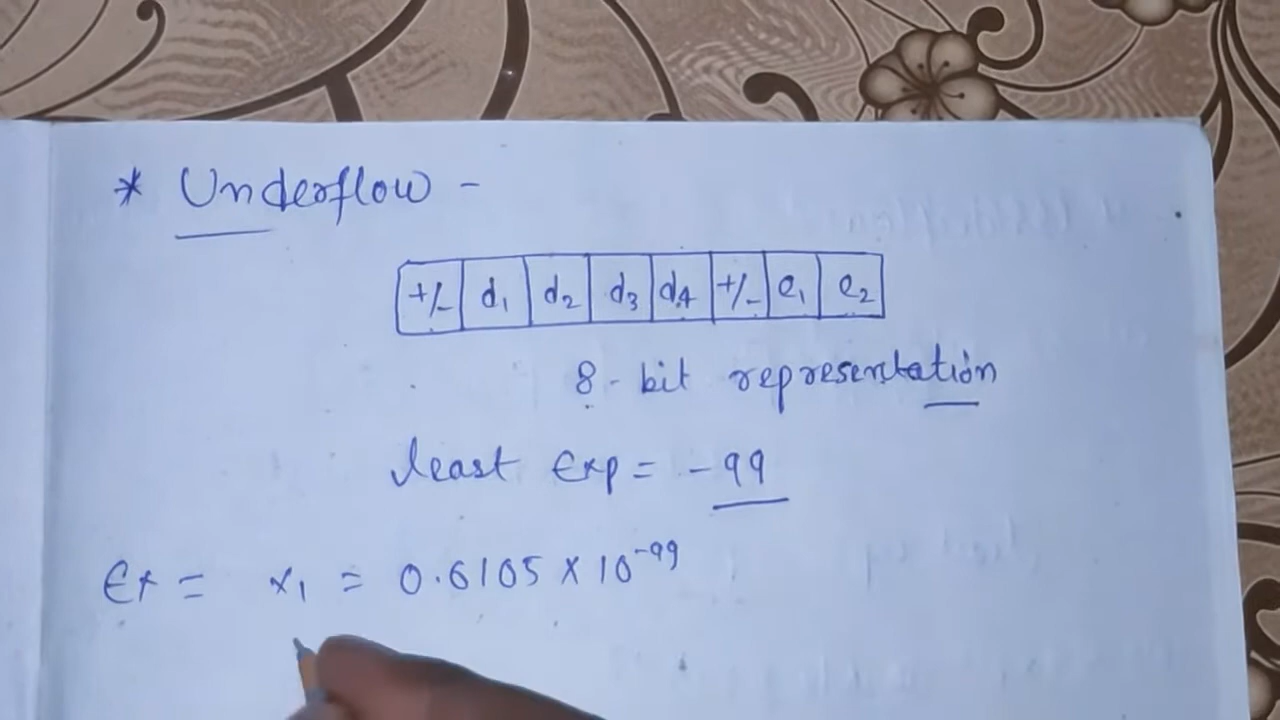 * Underflow -
+/- d₁ d₂ d₃ d₄ +/- e₁ e₂
8-bit representation
least Exp = -99
Ex = x₁ = 0.6105 x 10⁻⁹⁹